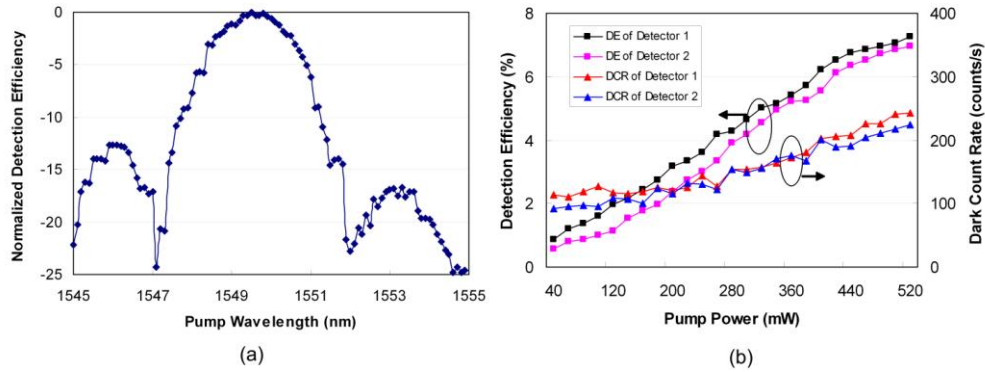 Normalized Detection Efficiency
0
-5
-10
-15
-20
-25
1545 1547 1549 1551 1553 1555
Pump Wavelength (nm)
(a)
Detection Efficiency (%)
8
6
4
2
0
DE of Detector 1
DE of Detector 2
DCR of Detector 1
DCR of Detector 2
400
300
200
100
0
Dark Count Rate (counts/s)
40 120 200 280 360 440 520
Pump Power (mW)
(b)